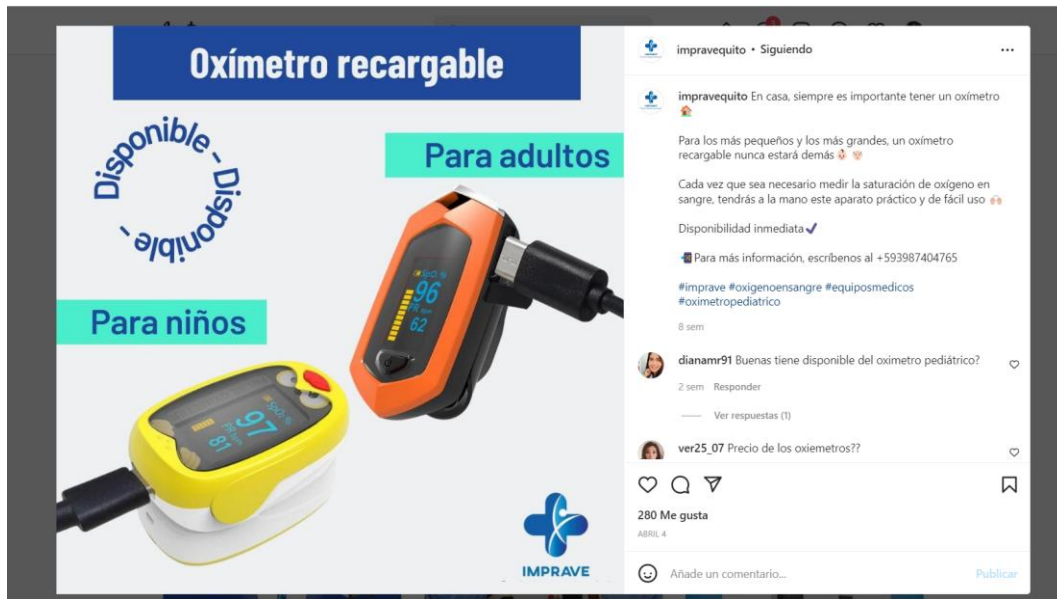 Oxímetro recargable
Disponible - Disponible -
Para adultos
SpO₂ %
96
PR bpm
62
Para niños
SpO₂ %
97
PR bpm
81
IMPRAVE
impravequito • Siguiendo
impravequito En casa, siempre es importante tener un oxímetro
🏠
Para los más pequeños y los más grandes, un oxímetro
recargable nunca estará demás 👶 👴
Cada vez que sea necesario medir la saturación de oxígeno en
sangre, tendrás a la mano este aparato práctico y de fácil uso 🙌🏻
Disponibilidad inmediata ✔
📲 Para más información, escríbenos al +593987404765
#imprave #oxigenoensangre #equiposmedicos
#oximetropediatrico
8 sem
dianamr91 Buenas tiene disponible del oximetro pediátrico?
2 sem Responder
Ver respuestas (1)
ver25_07 Precio de los oxiemetros??
280 Me gusta
ABRIL 4
Añade un comentario...
Publicar